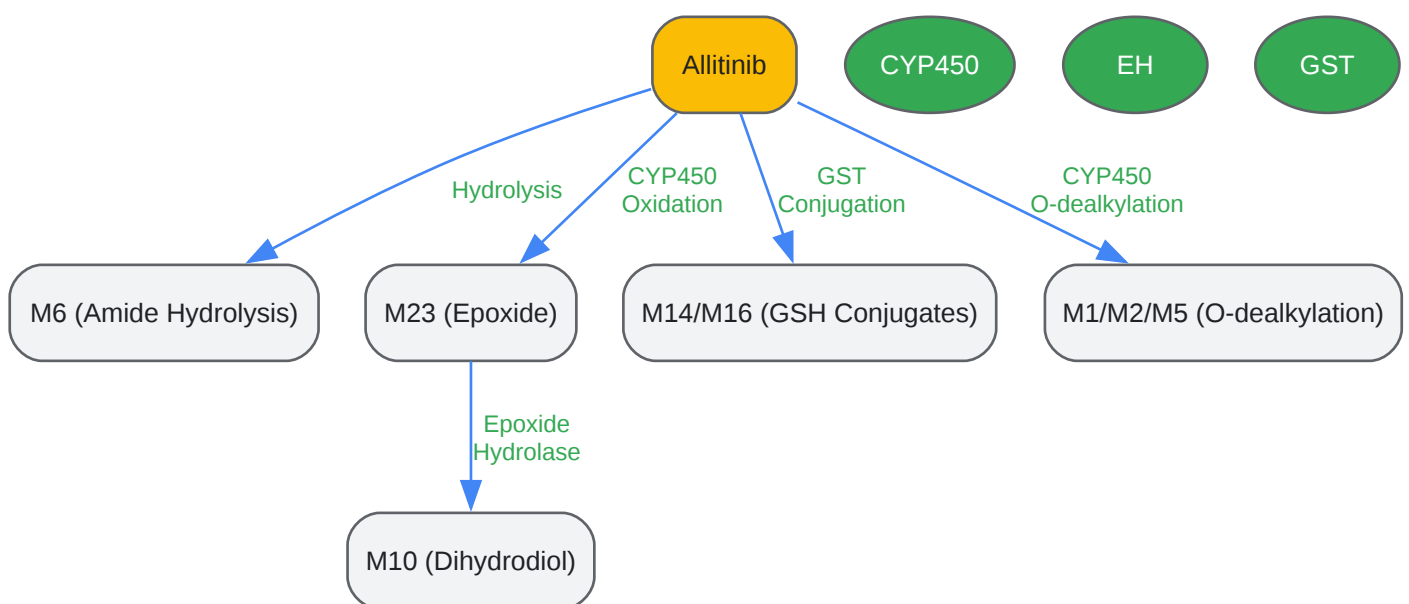 Allitinib
CYP450
EH
GST
Hydrolysis
CYP450
Oxidation
GST
Conjugation
CYP450
O-dealkylation
M6 (Amide Hydrolysis)
M23 (Epoxide)
M14/M16 (GSH Conjugates)
M1/M2/M5 (O-dealkylation)
Epoxide
Hydrolase
M10 (Dihydrodiol)